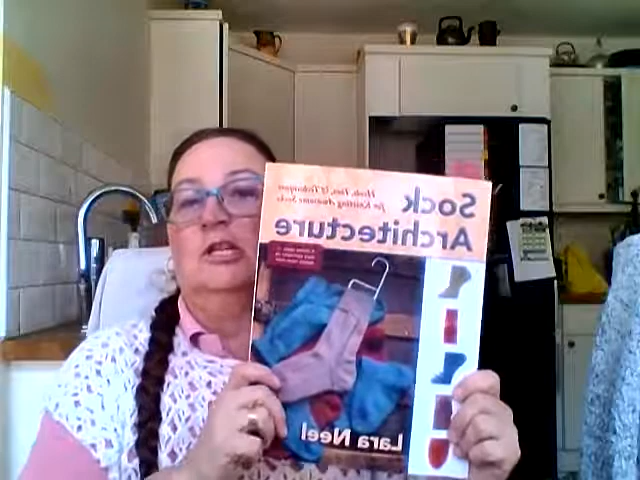 Sock
Architecture
Heels, Toes, & Techniques
for Knitting Awesome Socks
Lara Neel